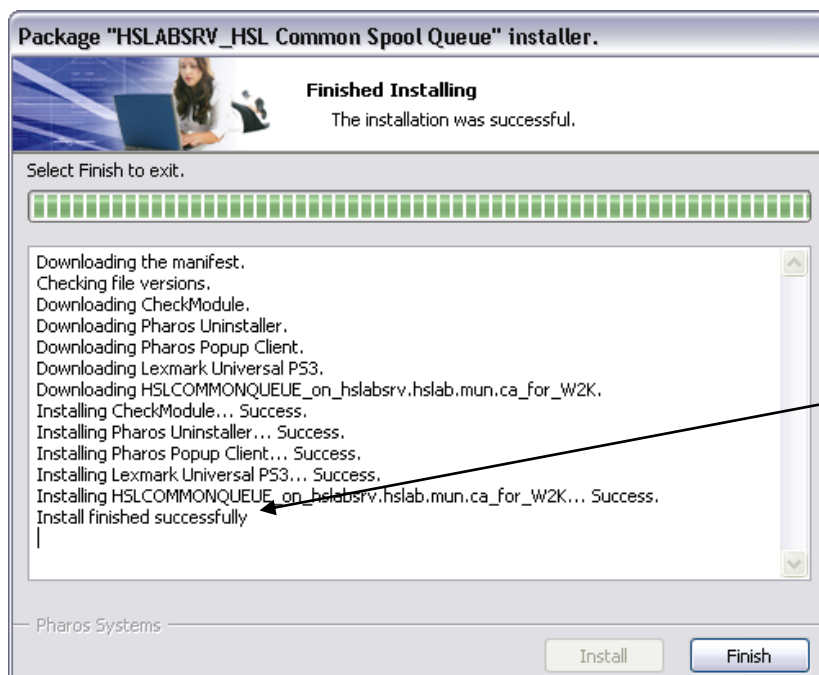 Package "HSLABSRV_HSL Common Spool Queue" installer.
Finished Installing
The installation was successful.
Select Finish to exit.
Downloading the manifest.
Checking file versions.
Downloading CheckModule.
Downloading Pharos Uninstaller.
Downloading Pharos Popup Client.
Downloading Lexmark Universal PS3.
Downloading HSLCOMMONQUEUE_on_hslabsrv.hslab.mun.ca_for_W2K.
Installing CheckModule... Success.
Installing Pharos Uninstaller... Success.
Installing Pharos Popup Client... Success.
Installing Lexmark Universal PS3... Success.
Installing HSLCOMMONQUEUE_on_hslabsrv.hslab.mun.ca_for_W2K... Success.
Install finished successfully
Pharos Systems
Install
Finish